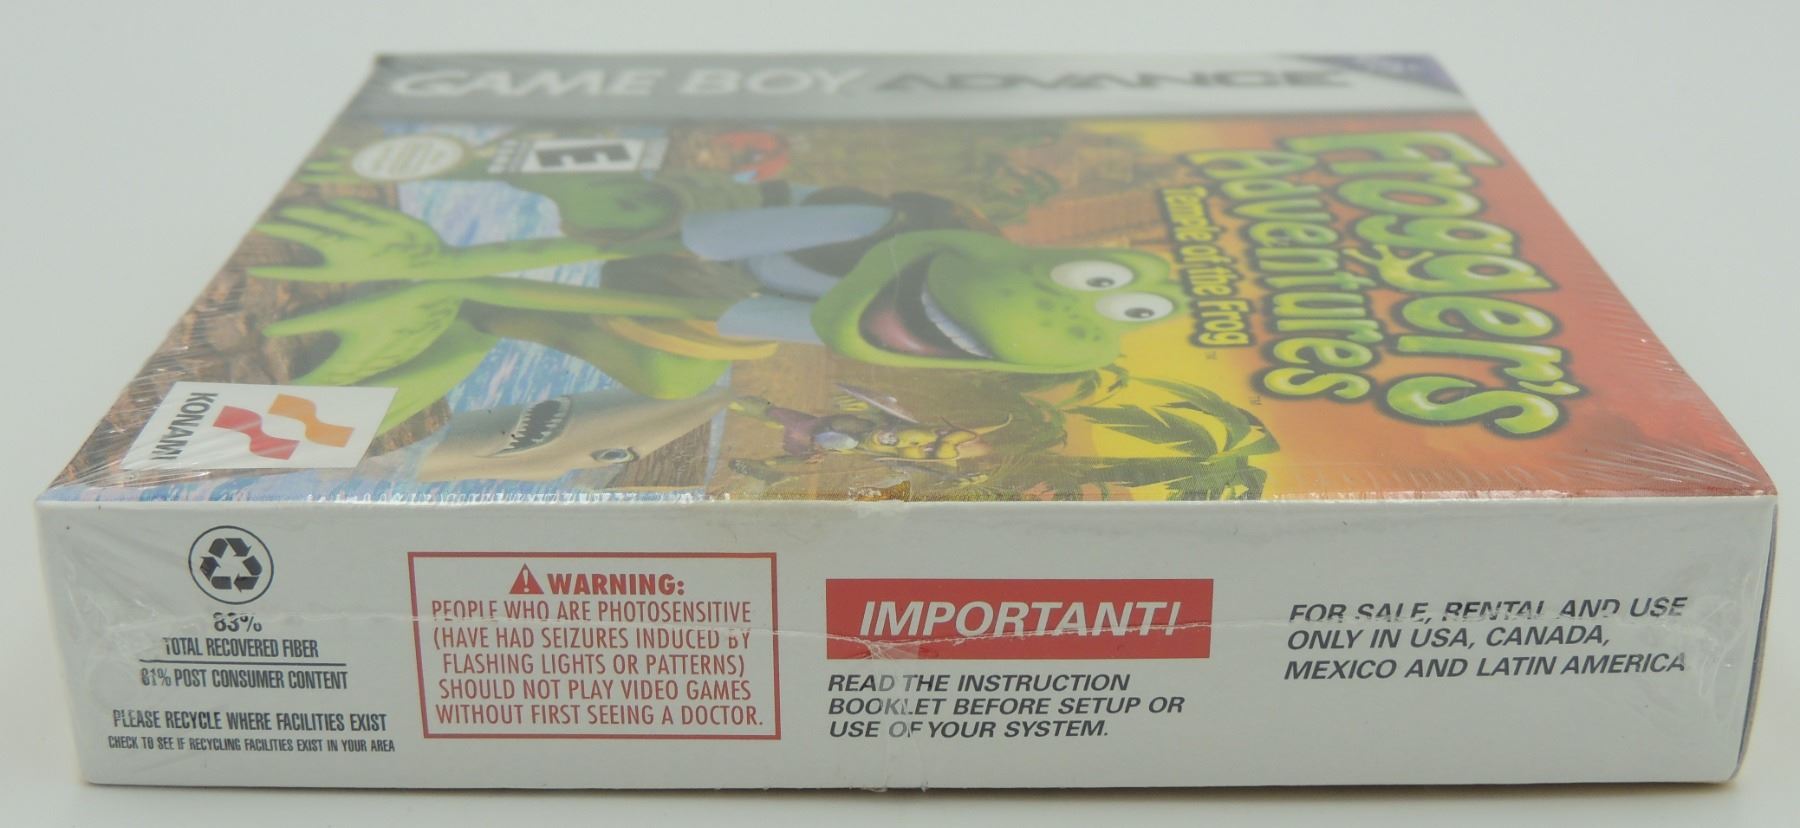 GAME BOY ADVANCE
E
Frogger's
Adventures
Temple of the Frog
TM
KONAMI
83%
TOTAL RECOVERED FIBER
81% POST CONSUMER CONTENT
PLEASE RECYCLE WHERE FACILITIES EXIST
CHECK TO SEE IF RECYCLING FACILITIES EXIST IN YOUR AREA
WARNING:
PEOPLE WHO ARE PHOTOSENSITIVE
(HAVE HAD SEIZURES INDUCED BY
FLASHING LIGHTS OR PATTERNS)
SHOULD NOT PLAY VIDEO GAMES
WITHOUT FIRST SEEING A DOCTOR.
IMPORTANT!
READ THE INSTRUCTION
BOOKLET BEFORE SETUP OR
USE OF YOUR SYSTEM.
FOR SALE, RENTAL AND USE
ONLY IN USA, CANADA,
MEXICO AND LATIN AMERICA